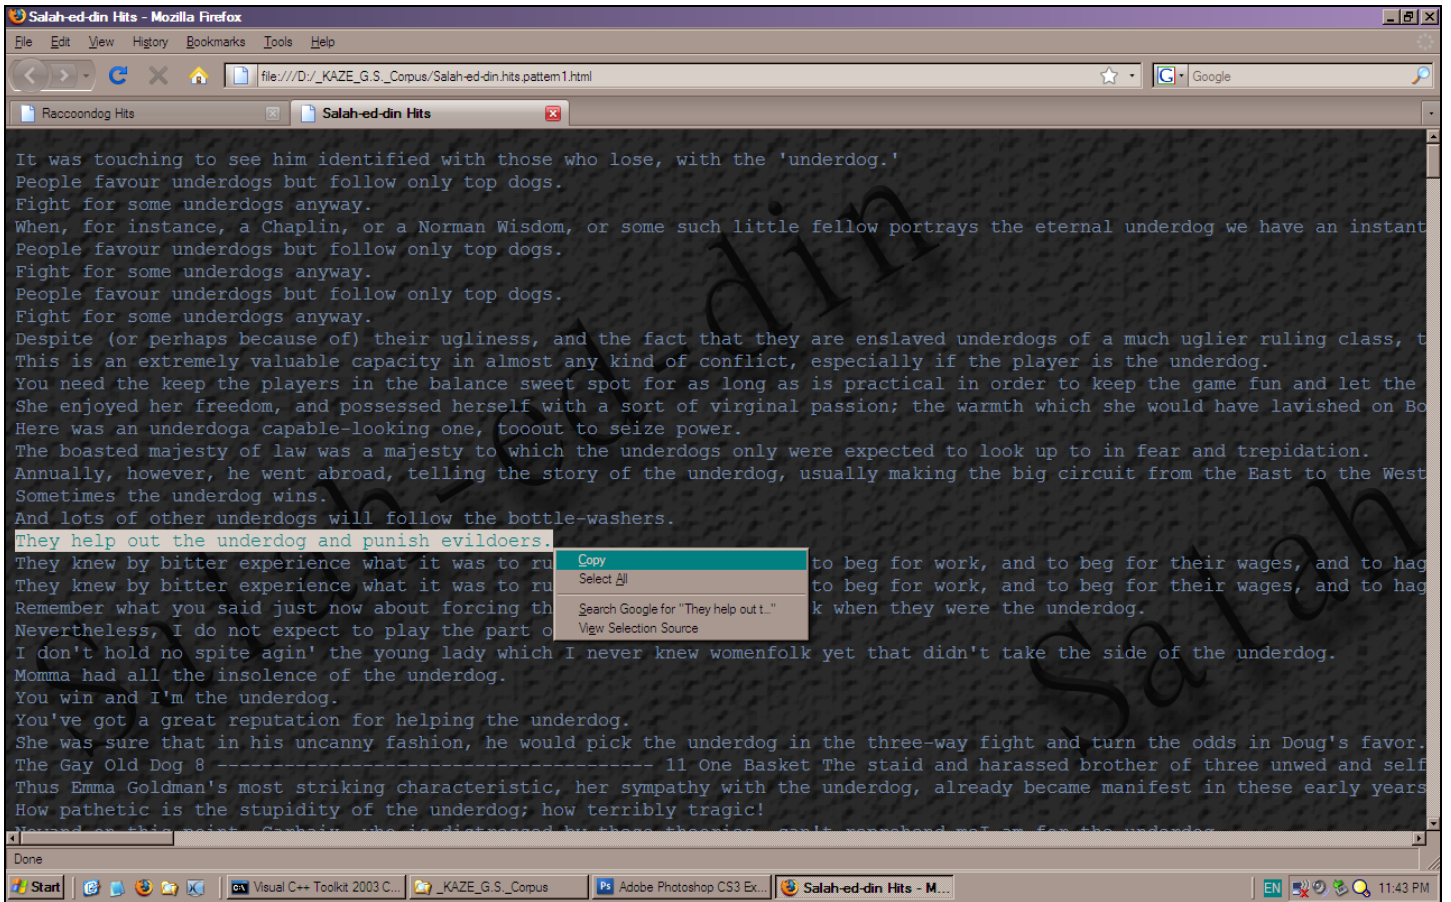 Salah-ed-din Hits - Mozilla Firefox
File Edit View History Bookmarks Tools Help
file:///D:/_KAZE_G.S._Corpus/Salah-ed-din.hits.pattern1.html
G Google
Raccoondog Hits Salah-ed-din Hits
It was touching to see him identified with those who lose, with the 'underdog.'
People favour underdogs but follow only top dogs.
Fight for some underdogs anyway.
When, for instance, a Chaplin, or a Norman Wisdom, or some such little fellow portrays the eternal underdog we have an instant
People favour underdogs but follow only top dogs.
Fight for some underdogs anyway.
People favour underdogs but follow only top dogs.
Fight for some underdogs anyway.
Despite (or perhaps because of) their ugliness, and the fact that they are enslaved underdogs of a much uglier ruling class, t
This is an extremely valuable capacity in almost any kind of conflict, especially if the player is the underdog.
You need the keep the players in the balance sweet spot for as long as is practical in order to keep the game fun and let the
She enjoyed her freedom, and possessed herself with a sort of virginal passion; the warmth which she would have lavished on Bo
Here was an underdoga capable-looking one, tooout to seize power.
The boasted majesty of law was a majesty to which the underdogs only were expected to look up to in fear and trepidation.
Annually, however, he went abroad, telling the story of the underdog, usually making the big circuit from the East to the West
Sometimes the underdog wins.
And lots of other underdogs will follow the bottle-washers.
They help out the underdog and punish evildoers.
They knew by bitter experience what it was to ru to beg for work, and to beg for their wages, and to hag
They knew by bitter experience what it was to ru to beg for work, and to beg for their wages, and to hag
Remember what you said just now about forcing th k when they were the underdog.
Nevertheless, I do not expect to play the part o
I don't hold no spite agin' the young lady which I never knew womenfolk yet that didn't take the side of the underdog.
Momma had all the insolence of the underdog.
You win and I'm the underdog.
You've got a great reputation for helping the underdog.
She was sure that in his uncanny fashion, he would pick the underdog in the three-way fight and turn the odds in Doug's favor.
The Gay Old Dog 8 --------------------------------------- 11 One Basket The staid and harassed brother of three unwed and self
Thus Emma Goldman's most striking characteristic, her sympathy with the underdog, already became manifest in these early years
How pathetic is the stupidity of the underdog; how terribly tragic!
Copy
Select All
Search Google for "They help out t..."
View Selection Source
Salah-ed-din
Salah
Done
Start Visual C++ Toolkit 2003 C... _KAZE_G.S._Corpus Ps Adobe Photoshop CS3 Ex... Salah-ed-din Hits - M... EN 11:43 PM